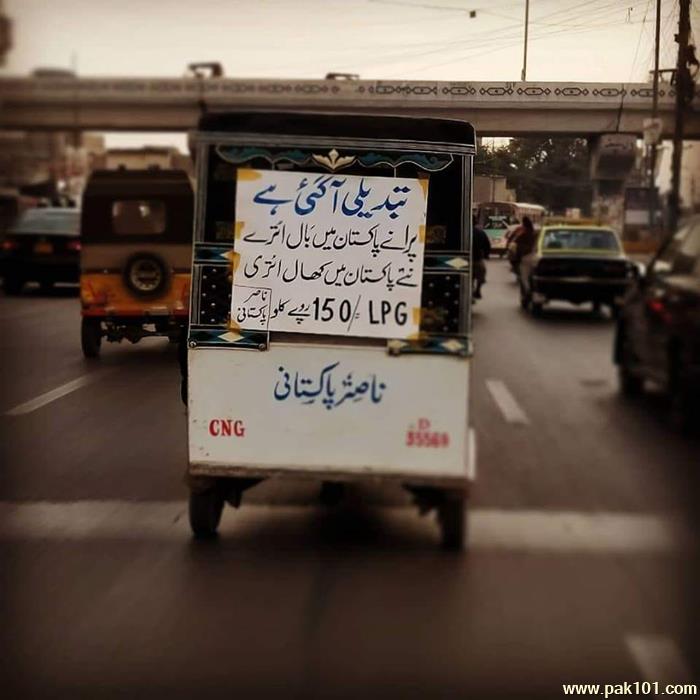 تبدیلی آگئی ہے
پرانے پاکستان میں بال اترے
نئے پاکستان میں کھال اتری
ناصر پاکستانی
LPG 150/= روپے کلو
ناصر پاکستانی
CNG
D
35568
www.pak101.com